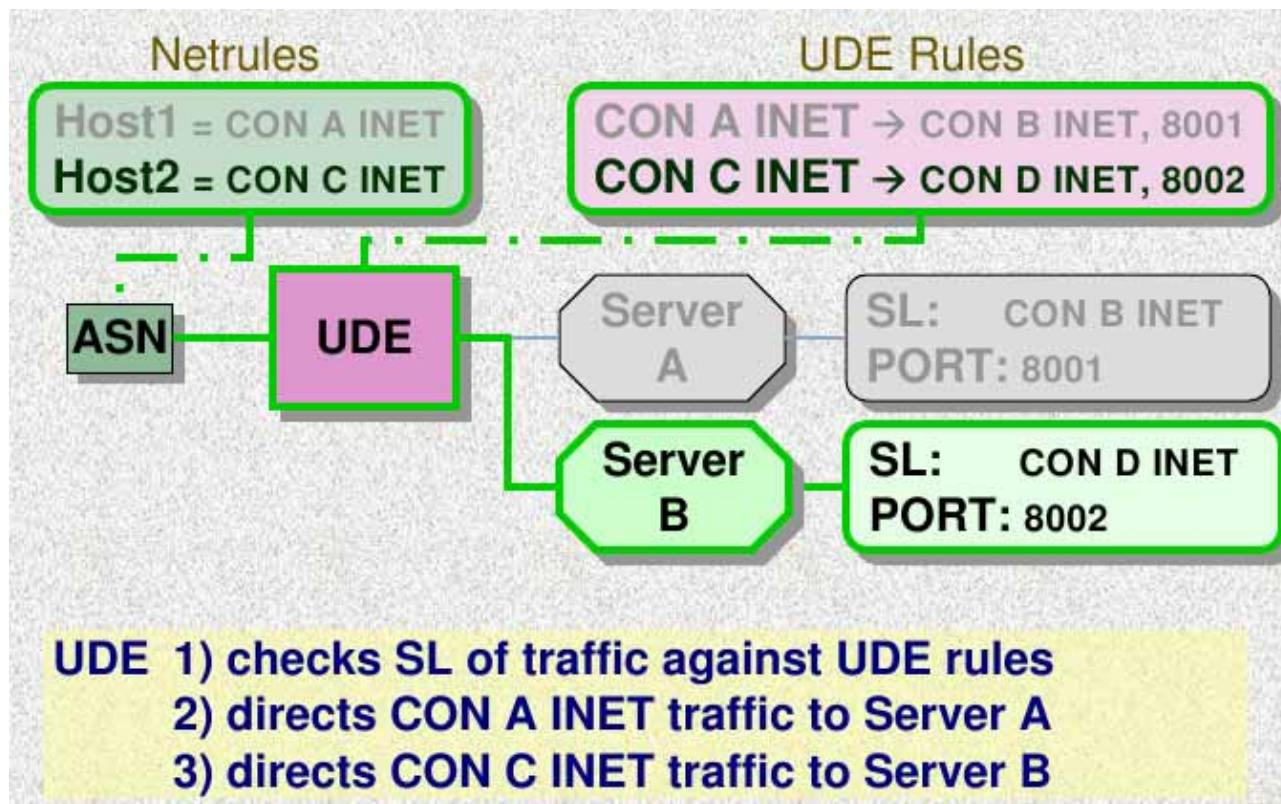 Netrules
UDE Rules
Host1 = CON A INET
Host2 = CON C INET
CON A INET → CON B INET, 8001
CON C INET → CON D INET, 8002
ASN
UDE
Server
A
SL: CON B INET
PORT: 8001
Server
B
SL: CON D INET
PORT: 8002
UDE 1) checks SL of traffic against UDE rules
2) directs CON A INET traffic to Server A
3) directs CON C INET traffic to Server B